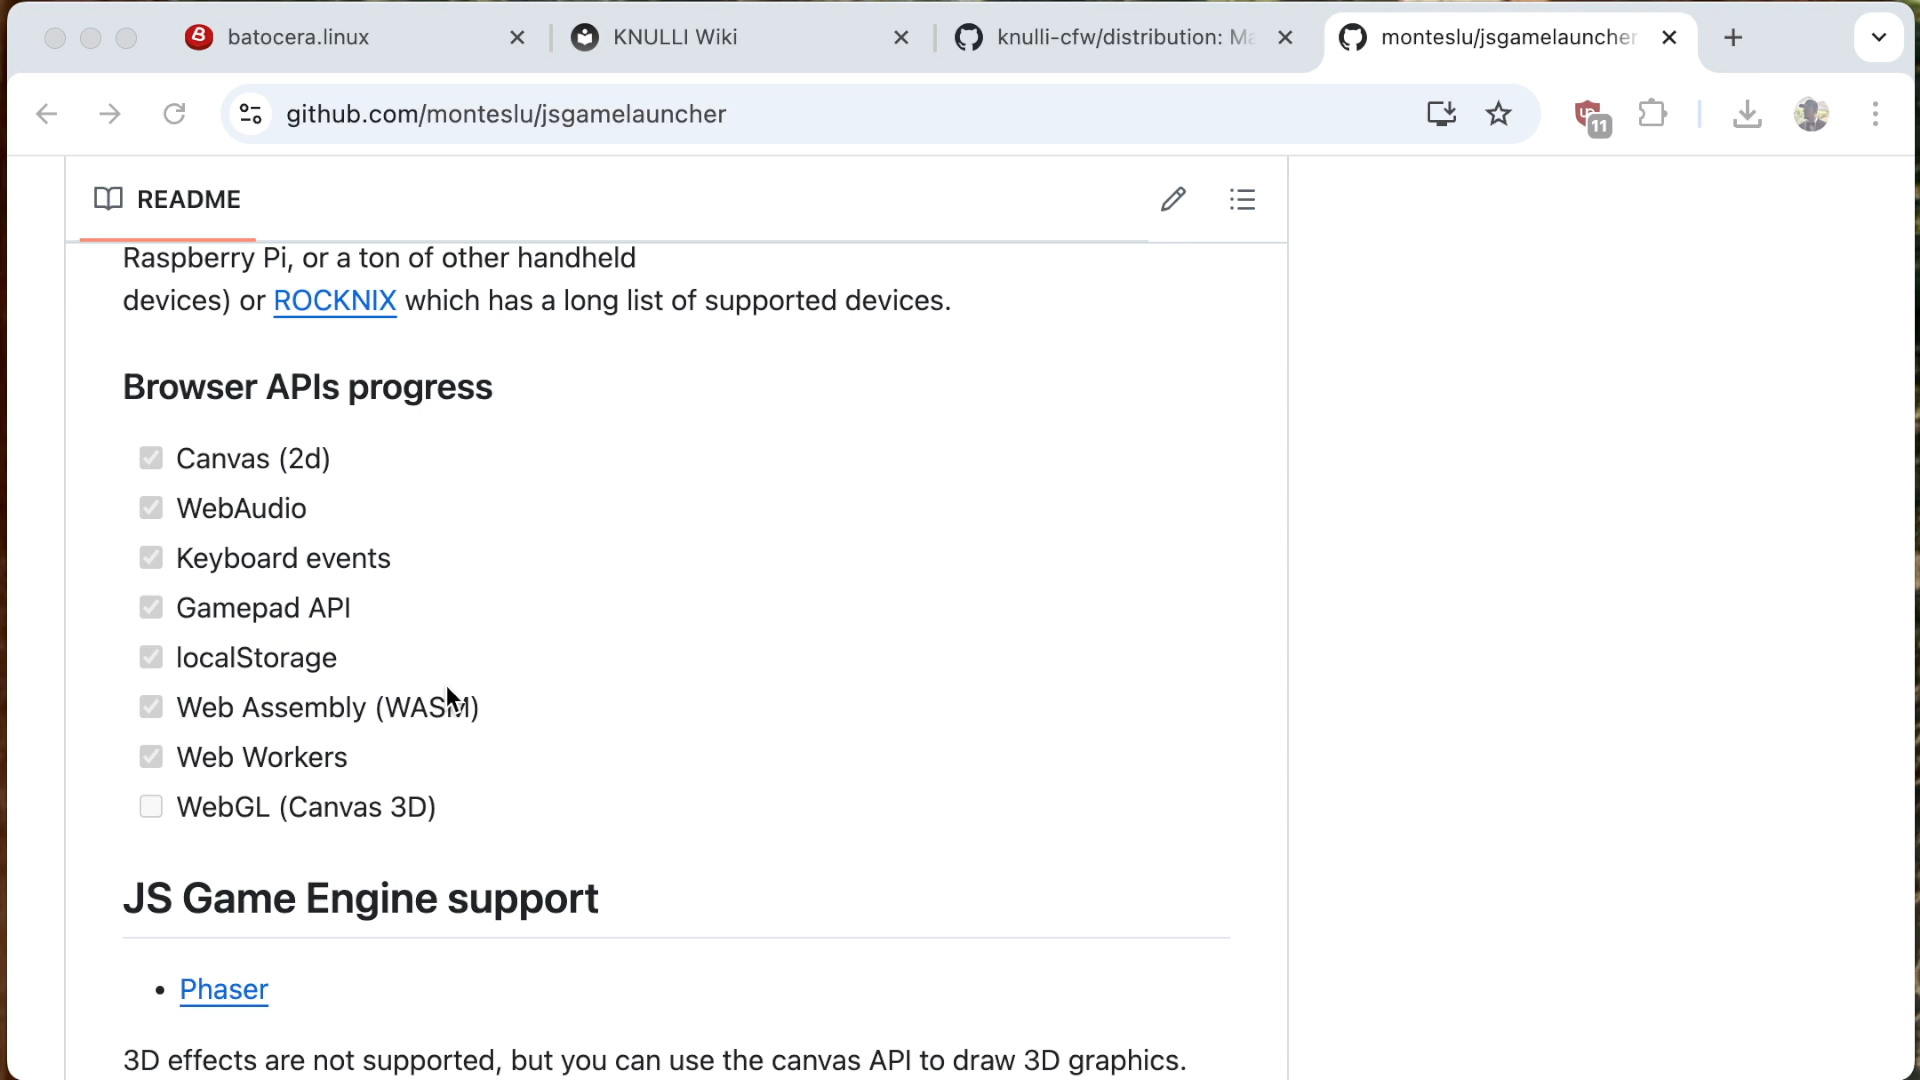 batocera.linux
KNULLI Wiki
knulli-cfw/distribution: Ma
monteslu/jsgamelauncher
github.com/monteslu/jsgamelauncher
11
README
Raspberry Pi, or a ton of other handheld
devices) or ROCKNIX which has a long list of supported devices.
Browser APIs progress
Canvas (2d)
WebAudio
Keyboard events
Gamepad API
localStorage
Web Assembly (WASM)
Web Workers
WebGL (Canvas 3D)
JS Game Engine support
• Phaser
3D effects are not supported, but you can use the canvas API to draw 3D graphics.